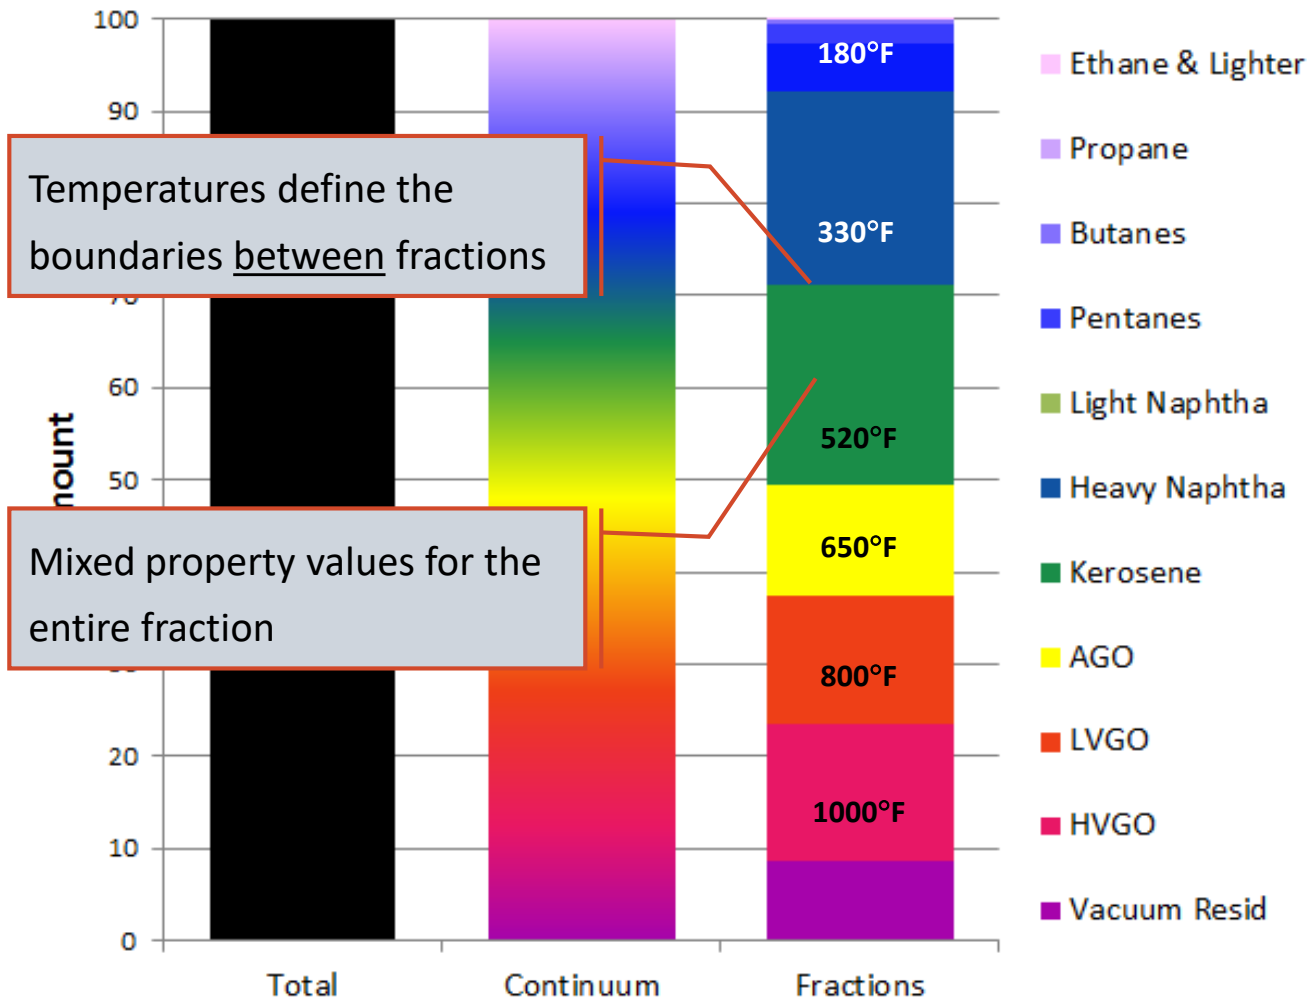 100
90
70
60
50
30
20
10
0
Temperatures define the
boundaries between fractions
Mixed property values for the
entire fraction
180°F
330°F
520°F
650°F
800°F
1000°F
Total
Continuum
Fractions
Ethane & Lighter
Propane
Butanes
Pentanes
Light Naphtha
Heavy Naphtha
Kerosene
AGO
LVGO
HVGO
Vacuum Resid